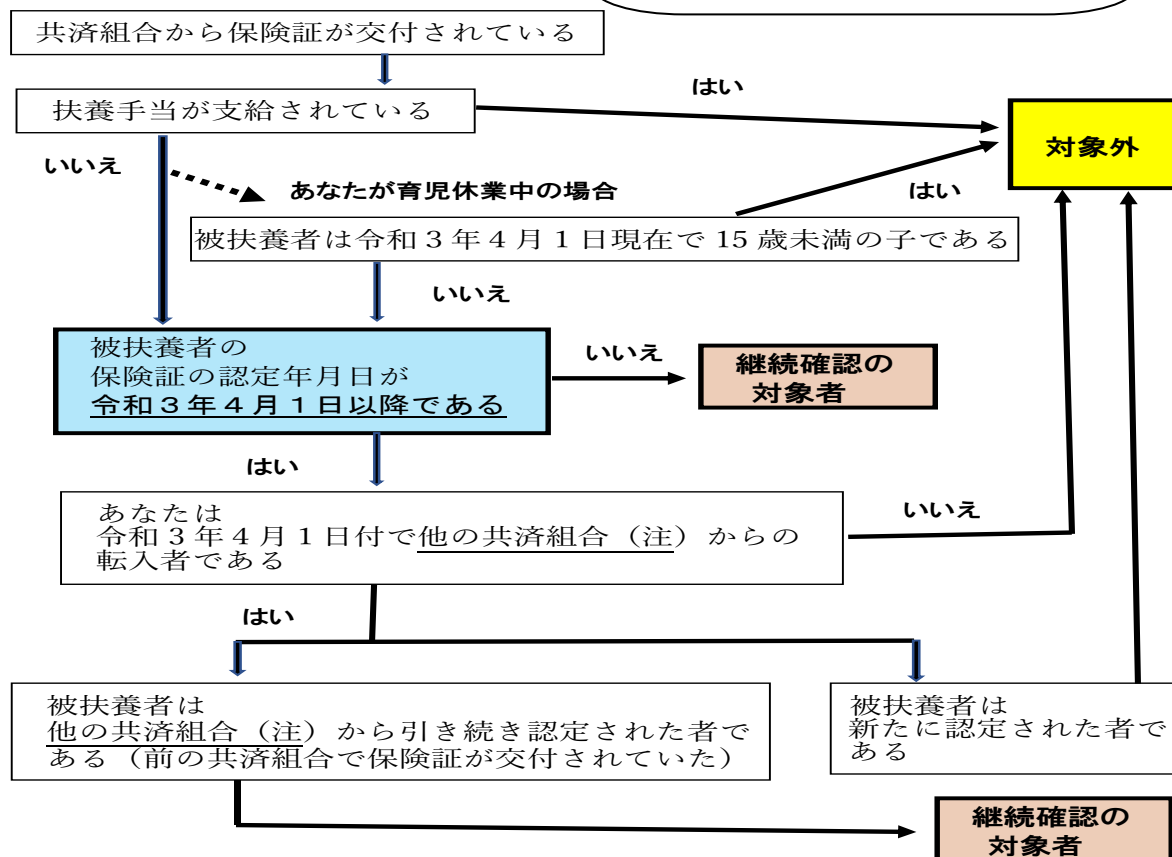 共済組合から保険証が交付されている
はい
扶養手当が支給されている
対象外
いいえ
あなたが育児休業中の場合
はい
被扶養者は令和３年４月１日現在で 15 歳未満の子である
いいえ
被扶養者の
保険証の認定年月日が
令和３年４月１日以降である
いいえ
継続確認の
対象者
はい
あなたは
令和３年４月１日付で他の共済組合（注）からの
転入者である
いいえ
はい
被扶養者は
他の共済組合（注）から引き続き認定された者で
ある（前の共済組合で保険証が交付されていた）
被扶養者は
新たに認定された者で
ある
継続確認の
対象者